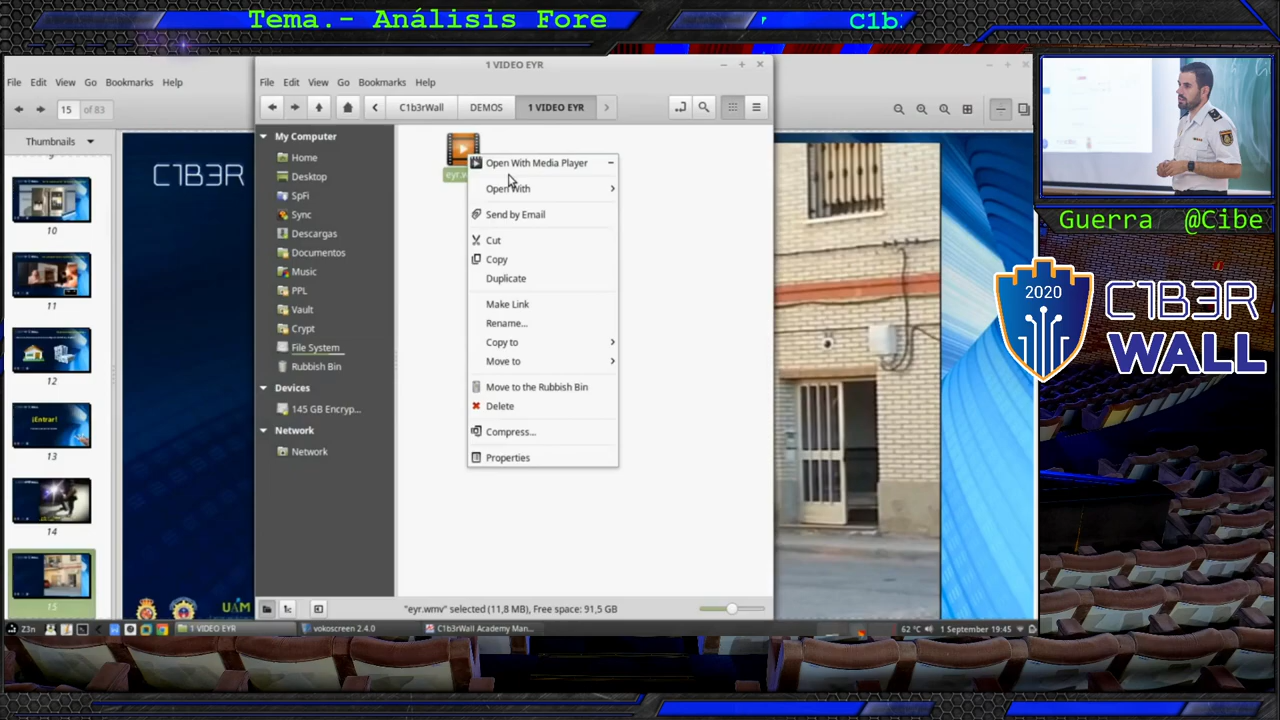 Tema.- Análisis Fore
C1b
File Edit View Go Bookmarks Help
15 of 83
Thumbnails
10
11
12
¡Entrar!
13
14
15
C1B3R
UAM
1 VIDEO EYR
File Edit View Go Bookmarks Help
C1b3rWall DEMOS 1 VIDEO EYR
My Computer
Home
Desktop
SpFi
Sync
Descargas
Documentos
Music
PPL
Vault
Crypt
File System
Rubbish Bin
Devices
145 GB Encryp...
Network
Network
Open With Media Player
Open With
Send by Email
Cut
Copy
Duplicate
Make Link
Rename...
Copy to
Move to
Move to the Rubbish Bin
Delete
Compress...
Properties
"eyr.wmv" selected (11,8 MB), Free space: 91,5 GB
Z3n 1 VIDEO EYR vokoscreen 2.4.0 C1b3rWall Academy Man... 62 °C 1 September 19:45
Guerra @Cibe
2020
C1B3R
WALL